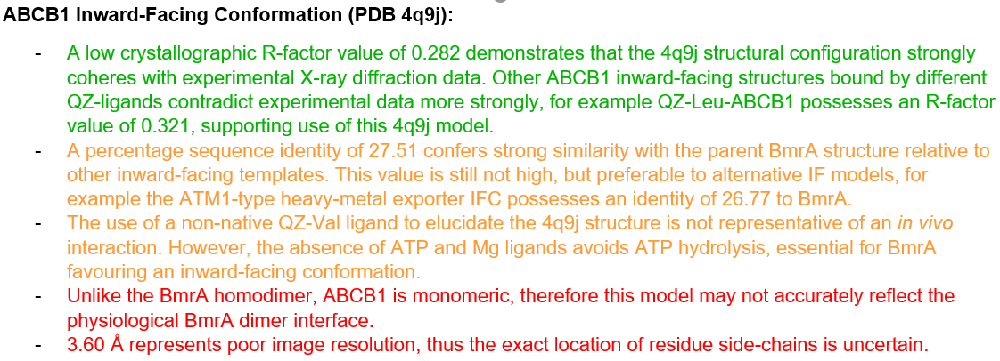 ABCB1 Inward-Facing Conformation (PDB 4q9j):
- A low crystallographic R-factor value of 0.282 demonstrates that the 4q9j structural configuration strongly
coheres with experimental X-ray diffraction data. Other ABCB1 inward-facing structures bound by different
QZ-ligands contradict experimental data more strongly, for example QZ-Leu-ABCB1 possesses an R-factor
value of 0.321, supporting use of this 4q9j model.
- A percentage sequence identity of 27.51 confers strong similarity with the parent BmrA structure relative to
other inward-facing templates. This value is still not high, but preferable to alternative IF models, for
example the ATM1-type heavy-metal exporter IFC possesses an identity of 26.77 to BmrA.
- The use of a non-native QZ-Val ligand to elucidate the 4q9j structure is not representative of an in vivo
interaction. However, the absence of ATP and Mg ligands avoids ATP hydrolysis, essential for BmrA
favouring an inward-facing conformation.
- Unlike the BmrA homodimer, ABCB1 is monomeric, therefore this model may not accurately reflect the
physiological BmrA dimer interface.
- 3.60 Å represents poor image resolution, thus the exact location of residue side-chains is uncertain.